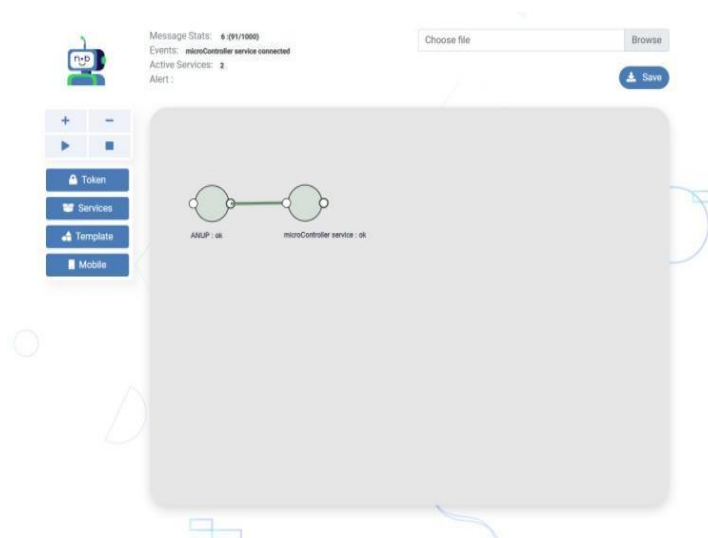 Message Stats: 6 :(91/1000)
Events: microController service connected
Active Services: 2
Alert :
Choose file Browse
Save
n p
+ −
Token
Services
Template
Mobile
ANUP : ok
microController service : ok